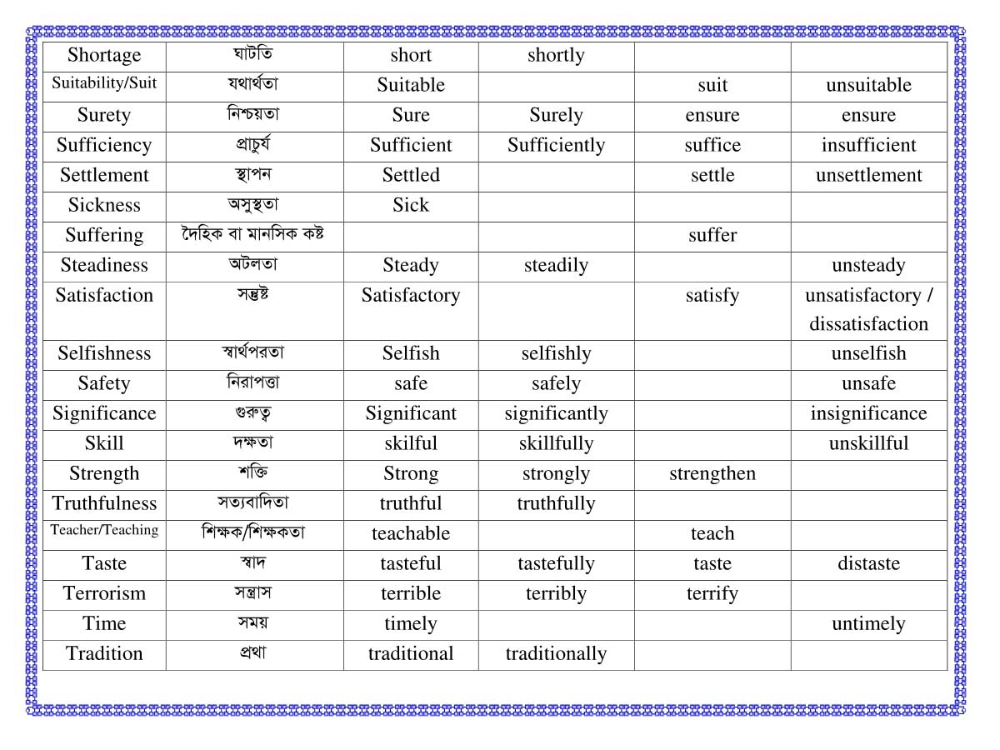 Shortage ঘাটতি short shortly
Suitability/Suit যথার্থতা Suitable suit unsuitable
Surety নিশ্চয়তা Sure Surely ensure ensure
Sufficiency প্রাচুর্য Sufficient Sufficiently suffice insufficient
Settlement স্থাপন Settled settle unsettlement
Sickness অসুস্থতা Sick
Suffering দৈহিক বা মানসিক কষ্ট suffer
Steadiness অটলতা Steady steadily unsteady
Satisfaction সন্তুষ্ট Satisfactory satisfy unsatisfactory /
dissatisfaction
Selfishness স্বার্থপরতা Selfish selfishly unselfish
Safety নিরাপত্তা safe safely unsafe
Significance গুরুত্ব Significant significantly insignificance
Skill দক্ষতা skilful skillfully unskillful
Strength শক্তি Strong strongly strengthen
Truthfulness সত্যবাদিতা truthful truthfully
Teacher/Teaching শিক্ষক/শিক্ষকতা teachable teach
Taste স্বাদ tasteful tastefully taste distaste
Terrorism সন্ত্রাস terrible terribly terrify
Time সময় timely untimely
Tradition প্রথা traditional traditionally